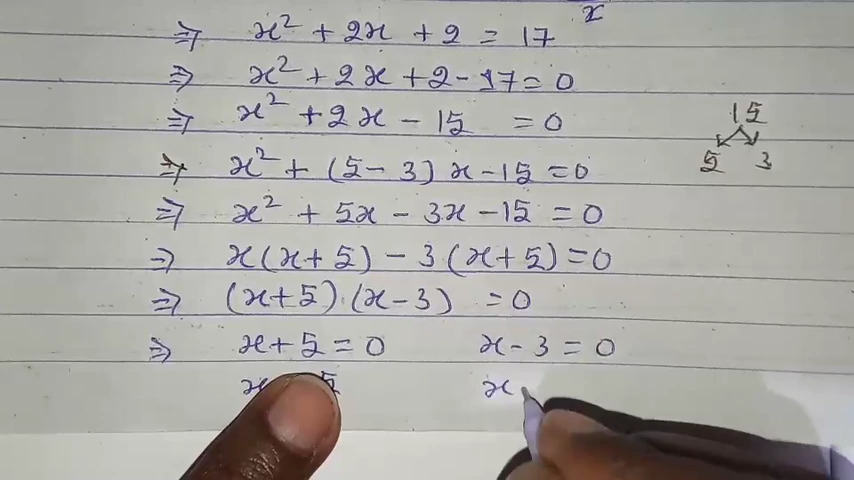 x
⇒ x² + 2x + 2 = 17
⇒ x² + 2x + 2 - 17 = 0
⇒ x² + 2x - 15 = 0
15
5 3
⇒ x² + (5 - 3) x - 15 = 0
⇒ x² + 5x - 3x - 15 = 0
⇒ x(x + 5) - 3 (x + 5) = 0
⇒ (x + 5) (x - 3) = 0
⇒ x + 5 = 0 x - 3 = 0
x 5 x